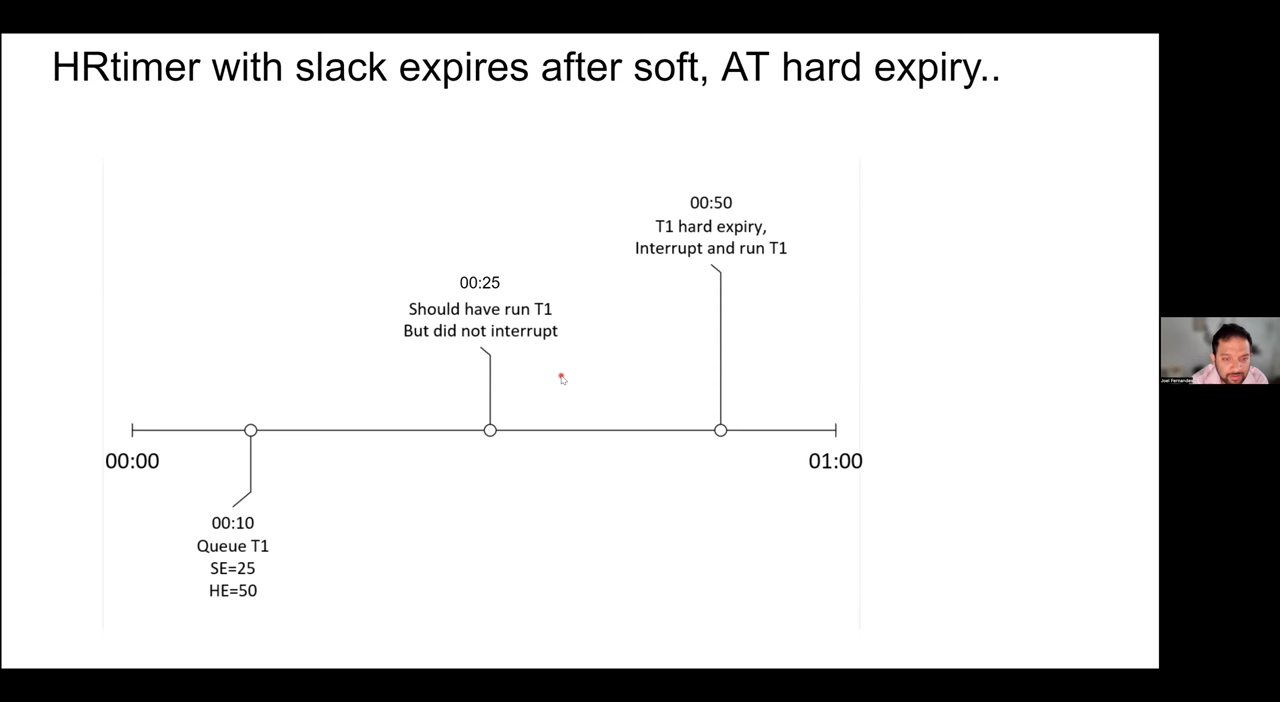 HRtimer with slack expires after soft, AT hard expiry..
00:50
T1 hard expiry,
Interrupt and run T1
00:25
Should have run T1
But did not interrupt
00:00
01:00
00:10
Queue T1
SE=25
HE=50
Joel Fernandes